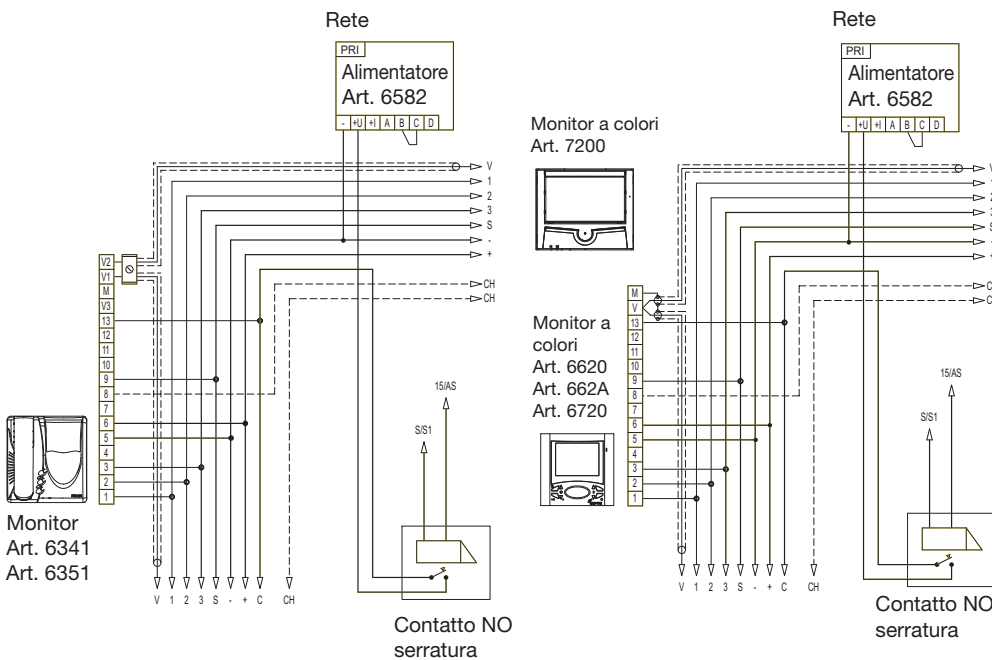 Rete
PRI
Alimentatore
Art. 6582
- +U +I A B C D
V
1
2
3
S
-
+
CH
CH
V2
V1
M
V3
13
12
11
10
9
8
7
6
5
4
3
2
1
15/AS
S/S1
Monitor
Art. 6341
Art. 6351
V 1 2 3 S - + C CH
Contatto NO
serratura
Rete
PRI
Alimentatore
Art. 6582
- +U +I A B C D
Monitor a colori
Art. 7200
2
-
+
M
V
13
12
11
10
9
8
7
6
5
4
3
2
1
Monitor a
colori
Art. 6620
Art. 662A
Art. 6720
15/AS
S/S1
V 1 2 3 S - + C CH
Contatto NO
serratura